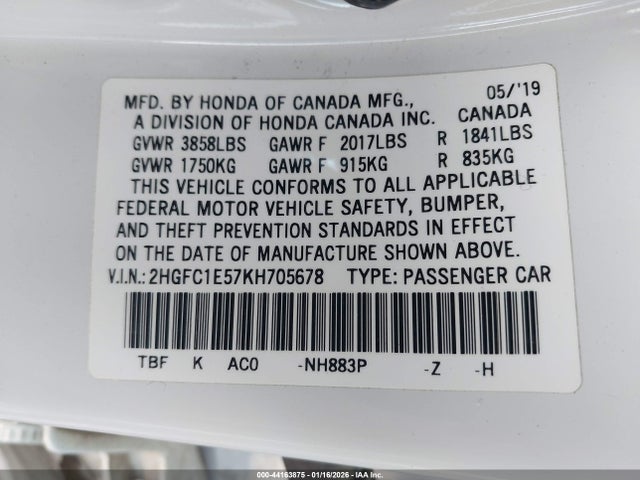 05/'19
MFD. BY HONDA OF CANADA MFG., CANADA
A DIVISION OF HONDA CANADA INC.
GVWR 3858LBS GAWR F 2017LBS R 1841LBS
GVWR 1750KG GAWR F 915KG R 835KG
THIS VEHICLE CONFORMS TO ALL APPLICABLE
FEDERAL MOTOR VEHICLE SAFETY, BUMPER,
AND THEFT PREVENTION STANDARDS IN EFFECT
ON THE DATE OF MANUFACTURE SHOWN ABOVE.
V.I.N.:2HGFC1E57KH705678 TYPE: PASSENGER CAR
TBF K AC0 -NH883P -Z -H
000-44163875 | 01/16/2026 - IAA Inc.